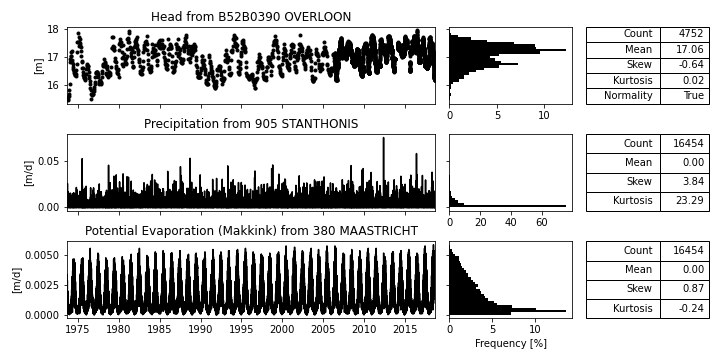 Head from B52B0390 OVERLOON
18
17
16
[m]
0 5 10
Count 4752
Mean 17.06
Skew -0.64
Kurtosis 0.02
Normality True
Precipitation from 905 STANTHONIS
0.05
0.00
[m/d]
0 20 40 60
Count 16454
Mean 0.00
Skew 3.84
Kurtosis 23.29
Potential Evaporation (Makkink) from 380 MAASTRICHT
0.0050
0.0025
0.0000
[m/d]
1975 1980 1985 1990 1995 2000 2005 2010 2015
0 5 10
Frequency [%]
Count 16454
Mean 0.00
Skew 0.87
Kurtosis -0.24